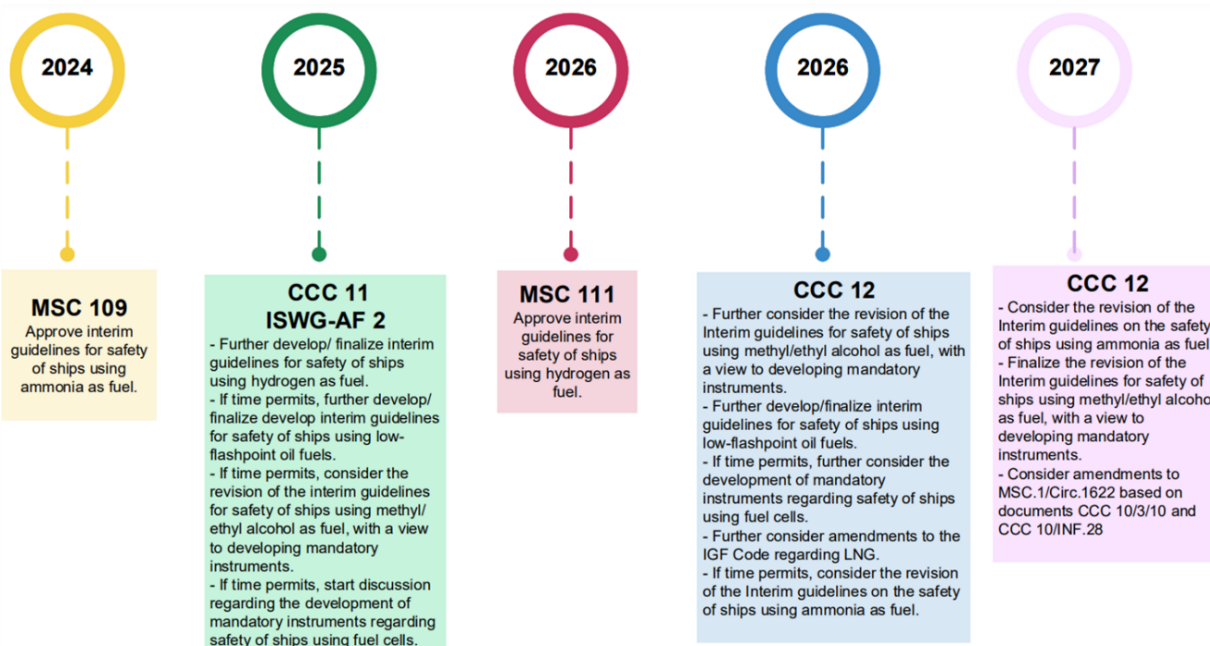 2024
MSC 109
Approve interim
guidelines for safety
of ships using
ammonia as fuel.
2025
CCC 11
ISWG-AF 2
- Further develop/ finalize interim
guidelines for safety of ships
using hydrogen as fuel.
- If time permits, further develop/
finalize develop interim guidelines
for safety of ships using low-
flashpoint oil fuels.
- If time permits, consider the
revision of the interim guidelines
for safety of ships using methyl/
ethyl alcohol as fuel, with a view
to developing mandatory
instruments.
- If time permits, start discussion
regarding the development of
mandatory instruments regarding
safety of ships using fuel cells.
2026
MSC 111
Approve interim
guidelines for
safety of ships
using hydrogen as
fuel.
2026
CCC 12
- Further consider the revision of the
Interim guidelines for safety of ships
using methyl/ethyl alcohol as fuel, with
a view to developing mandatory
instruments.
- Further develop/finalize interim
guidelines for safety of ships using
low-flashpoint oil fuels.
- If time permits, further consider the
development of mandatory
instruments regarding safety of ships
using fuel cells.
- Further consider amendments to the
IGF Code regarding LNG.
- If time permits, consider the revision
of the Interim guidelines on the safety
of ships using ammonia as fuel.
2027
CCC 12
- Consider the revision of the
Interim guidelines on the safety
of ships using ammonia as fuel
- Finalize the revision of the
Interim guidelines for safety of
ships using methyl/ethyl alcoho
as fuel, with a view to
developing mandatory
instruments.
- Consider amendments to
MSC.1/Circ.1622 based on
documents CCC 10/3/10 and
CCC 10/INF.28